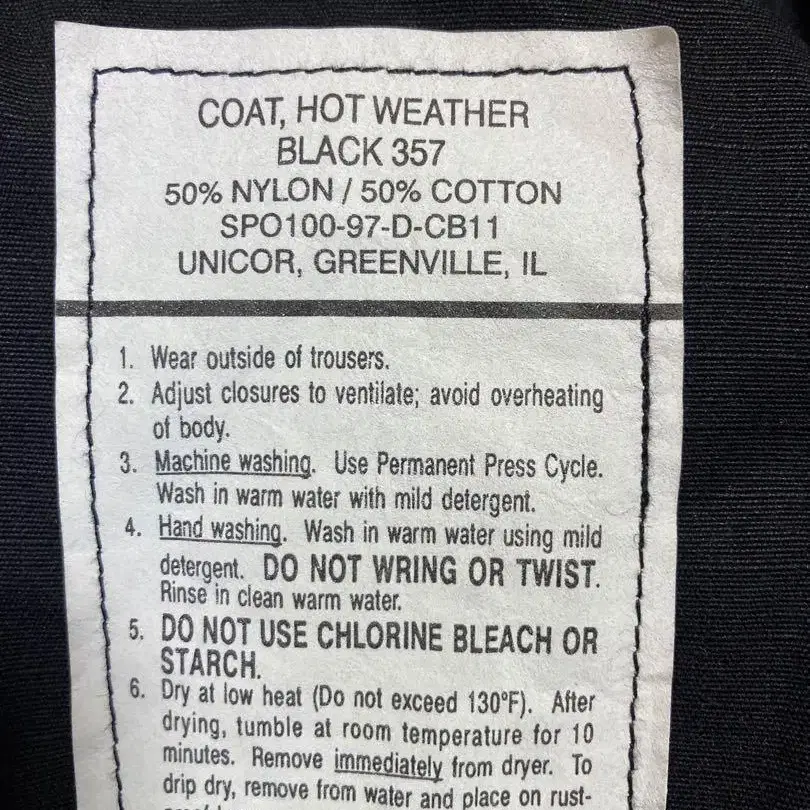 COAT, HOT WEATHER
BLACK 357
50% NYLON / 50% COTTON
SPO100-97-D-CB11
UNICOR, GREENVILLE, IL
1. Wear outside of trousers.
2. Adjust closures to ventilate; avoid overheating
of body.
3. Machine washing. Use Permanent Press Cycle.
Wash in warm water with mild detergent.
4. Hand washing. Wash in warm water using mild
detergent. DO NOT WRING OR TWIST.
Rinse in clean warm water.
5. DO NOT USE CHLORINE BLEACH OR
STARCH.
6. Dry at low heat (Do not exceed 130°F). After
drying, tumble at room temperature for 10
minutes. Remove immediately from dryer. To
drip dry, remove from water and place on rust-